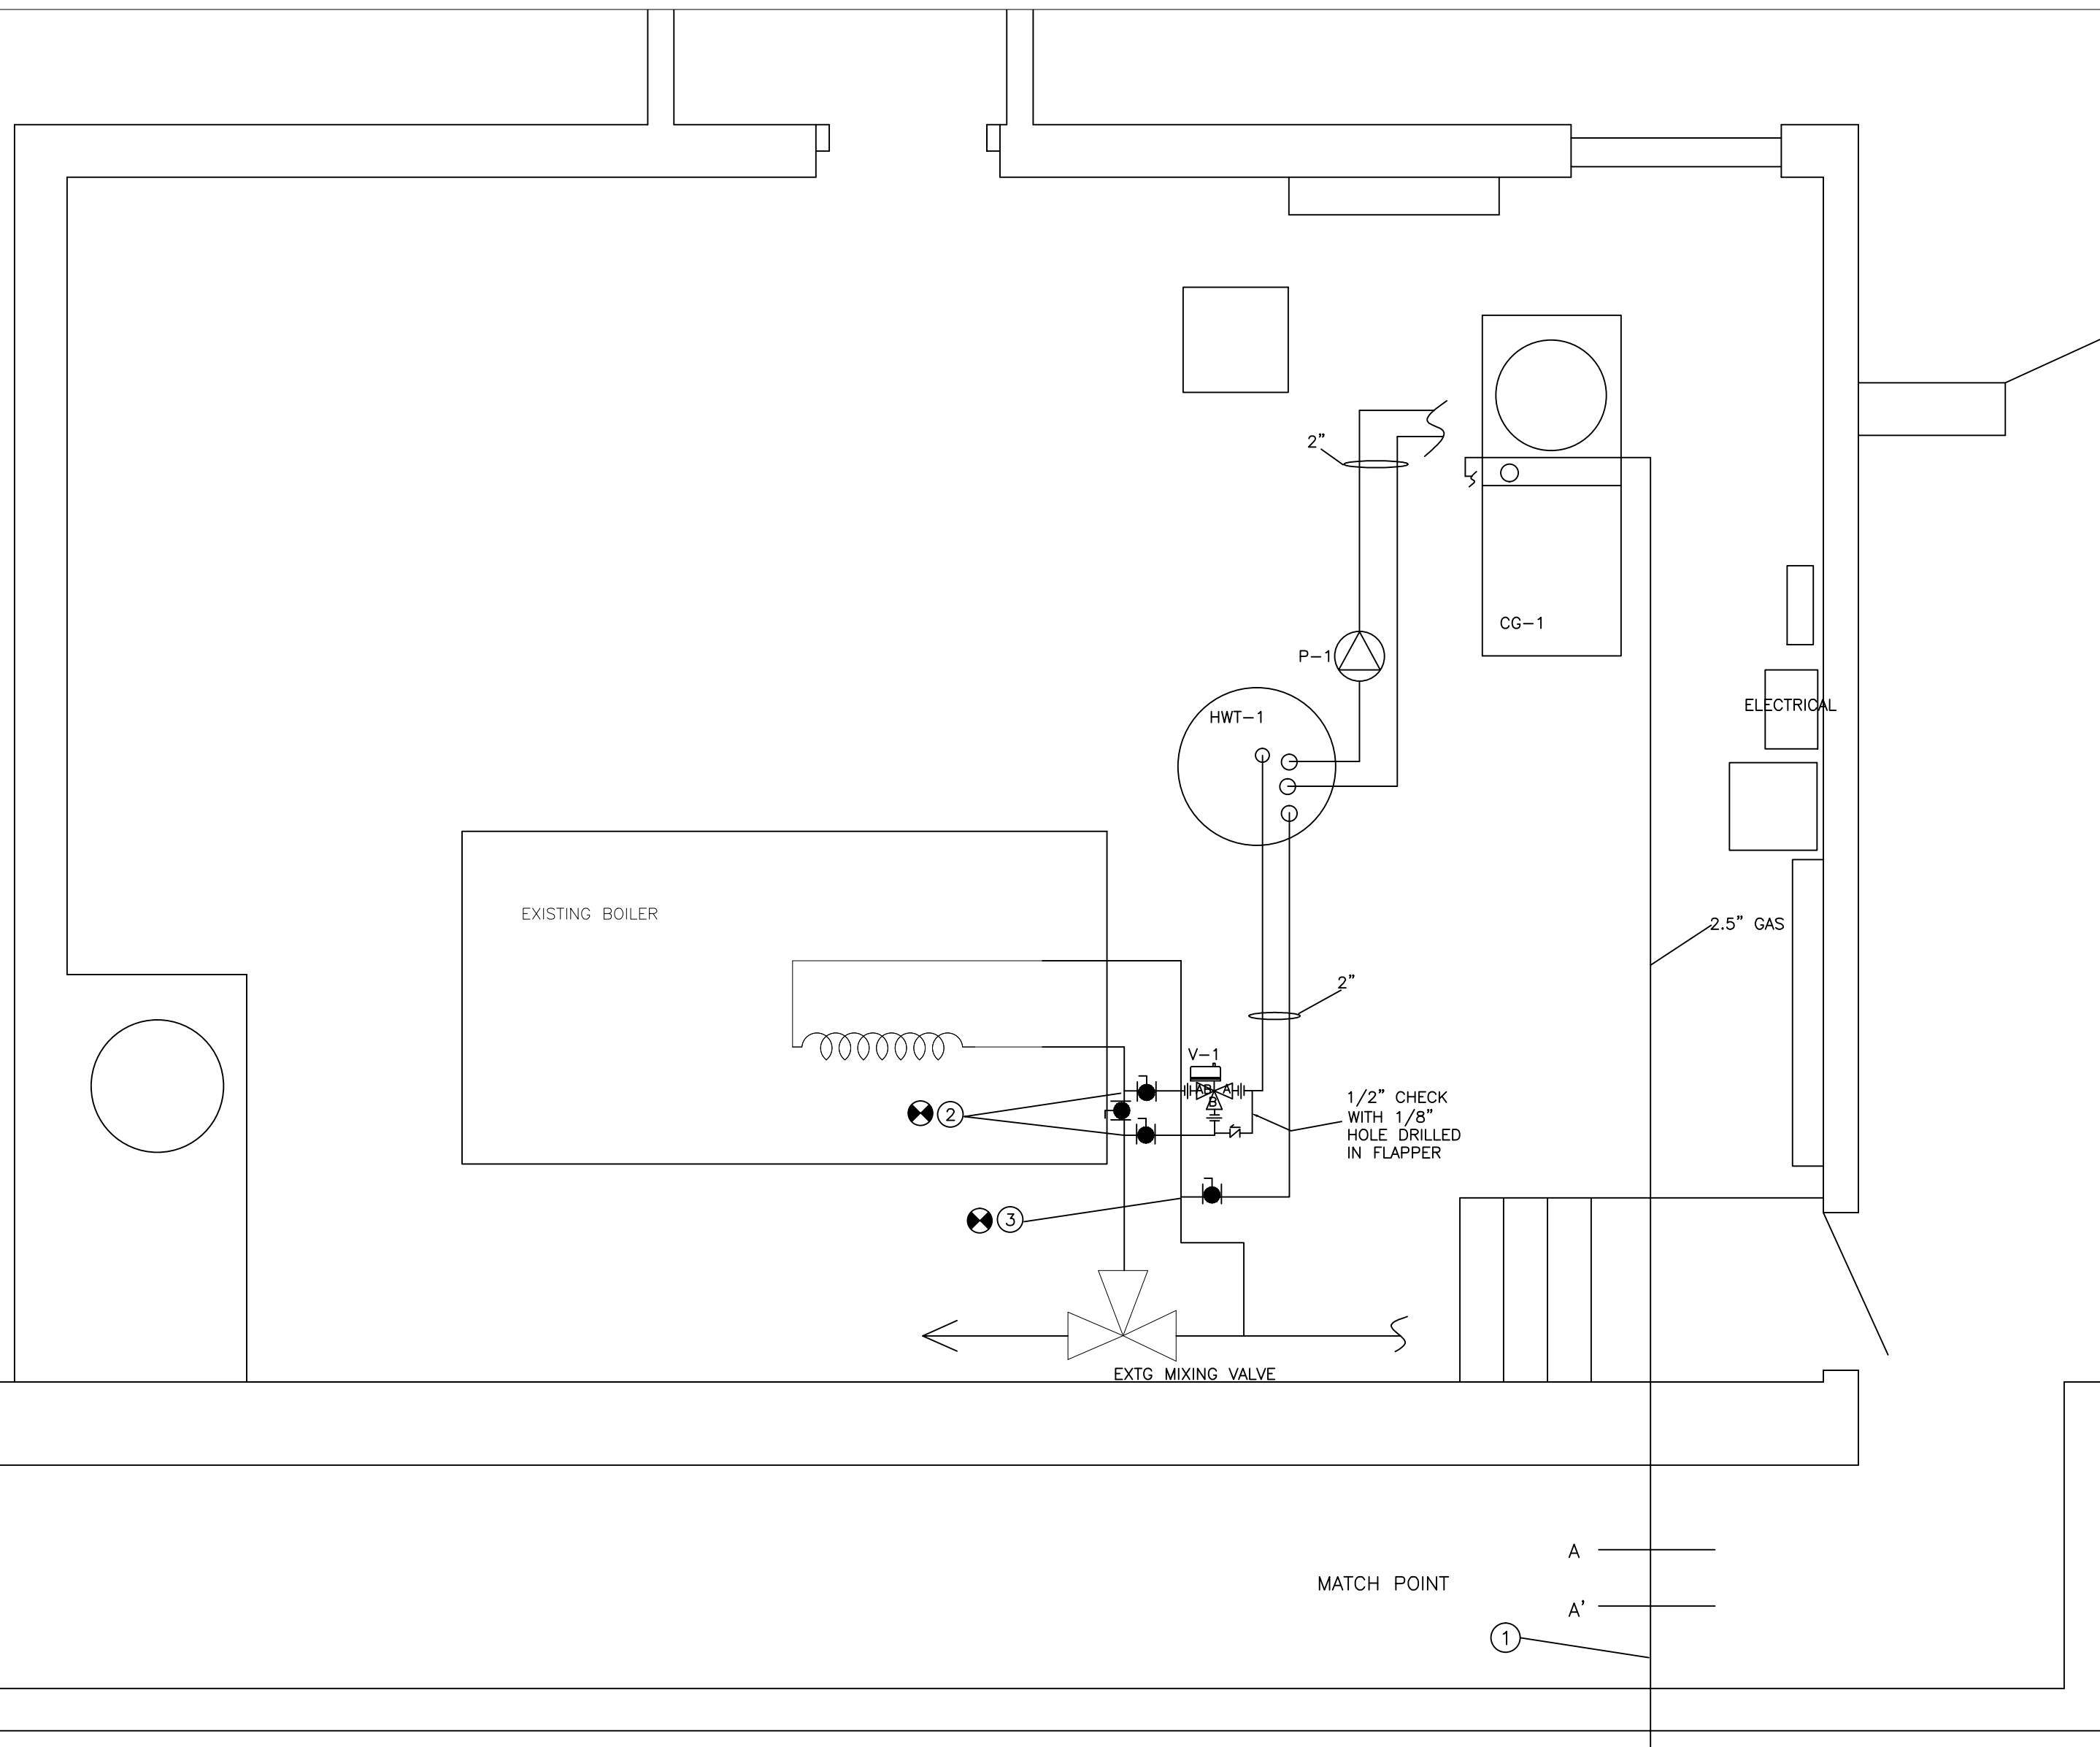 2"
CG-1
P-1
ELECTRICAL
HWT-1
EXISTING BOILER
2.5" GAS
2"
V-1
AB
A
B
1/2" CHECK
WITH 1/8"
HOLE DRILLED
IN FLAPPER
2
3
EXTG MIXING VALVE
A
MATCH POINT
A'
1